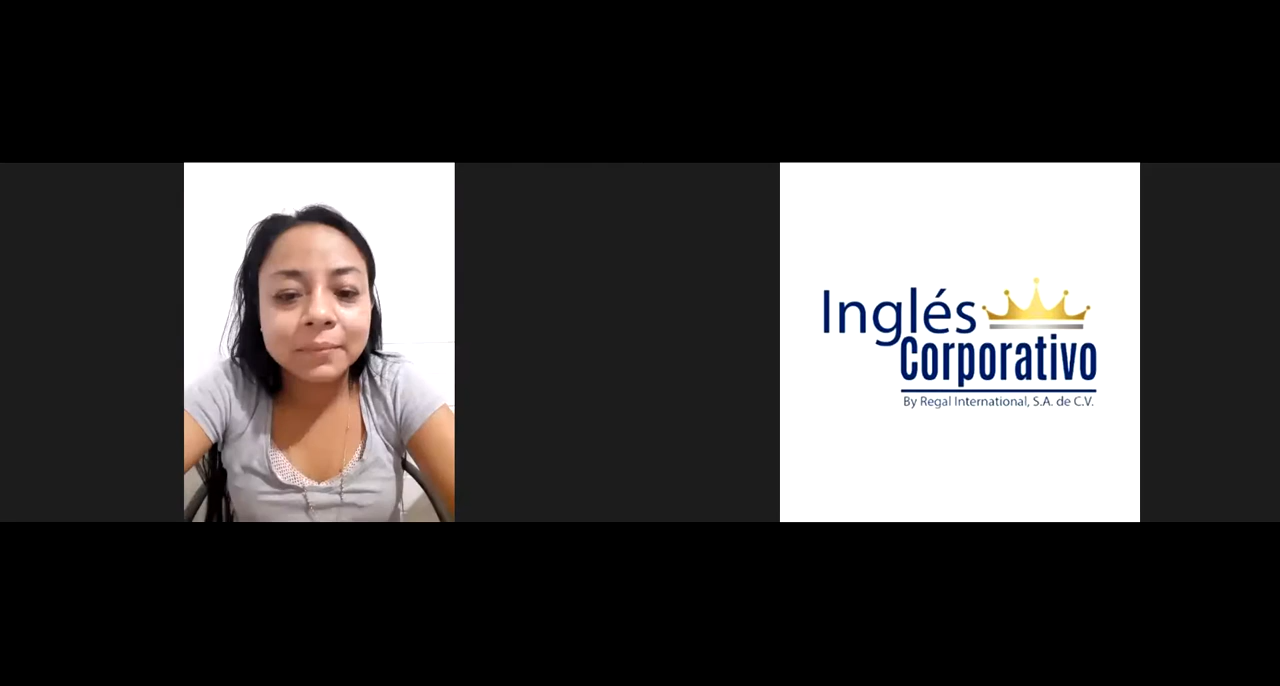 Inglés
Corporativo
By Regal International, S.A. de C.V.